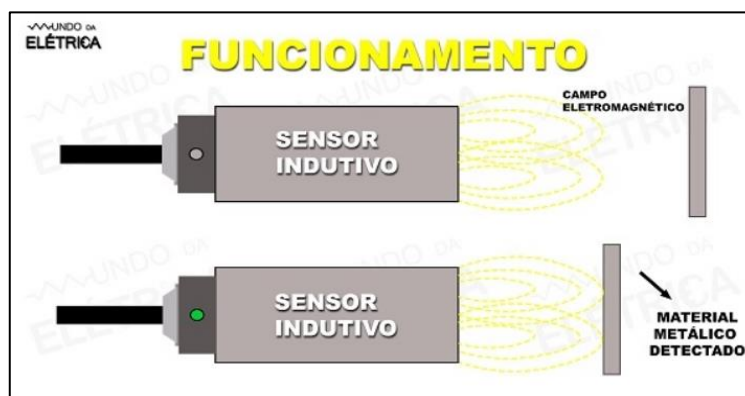 MUNDO DA
ELÉTRICA
FUNCIONAMENTO
CAMPO
ELETROMAGNÉTICO
SENSOR
INDUTIVO
SENSOR
INDUTIVO
MATERIAL
METÁLICO
DETECTADO